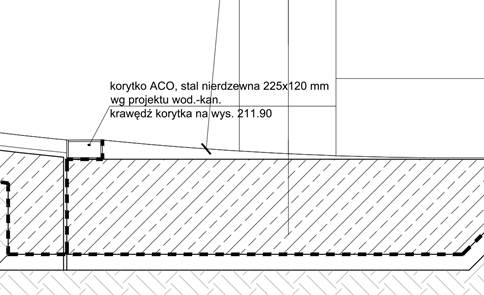 korytko ACO, stal nierdzewna 225x120 mm
wg projektu wod.-kan.
krawędź korytka na wys. 211.90